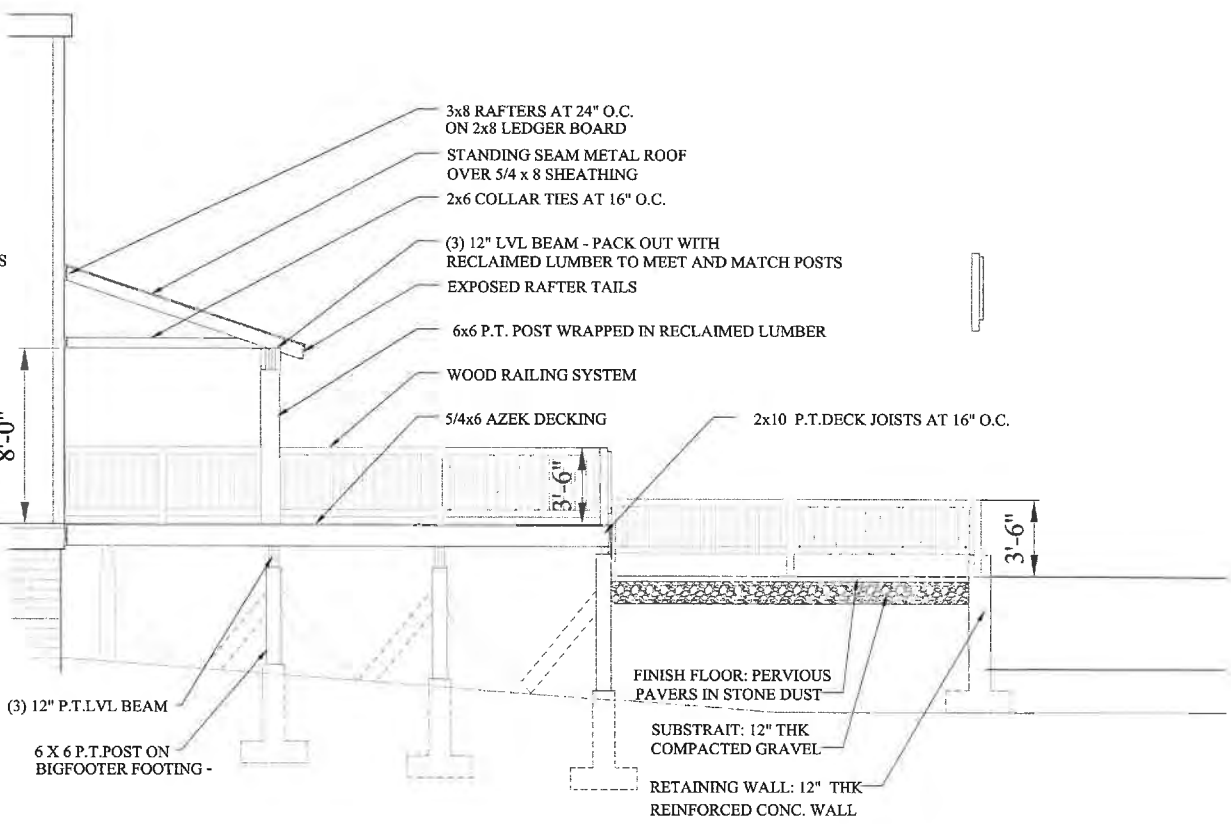 3x8 RAFTERS AT 24" O.C.
ON 2x8 LEDGER BOARD
STANDING SEAM METAL ROOF
OVER 5/4 x 8 SHEATHING
2x6 COLLAR TIES AT 16" O.C.
(3) 12" LVL BEAM - PACK OUT WITH
RECLAIMED LUMBER TO MEET AND MATCH POSTS
S
EXPOSED RAFTER TAILS
6x6 P.T. POST WRAPPED IN RECLAIMED LUMBER
WOOD RAILING SYSTEM
5/4x6 AZEK DECKING
2x10 P.T.DECK JOISTS AT 16" O.C.
8'-0"
3'-6"
3'-6"
FINISH FLOOR: PERVIOUS
PAVERS IN STONE DUST
(3) 12" P.T.LVL BEAM
SUBSTRAIT: 12" THK
COMPACTED GRAVEL
6 X 6 P.T.POST ON
BIGFOOTER FOOTING -
RETAINING WALL: 12" THK
REINFORCED CONC. WALL